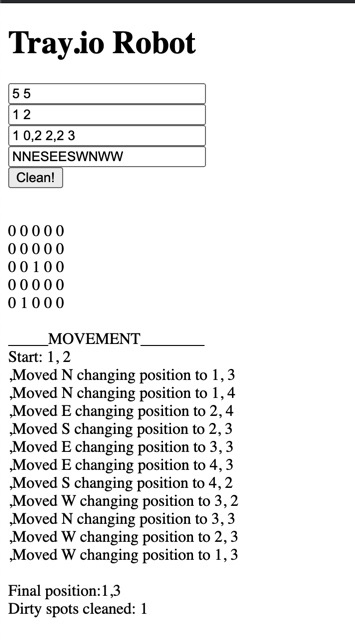 Tray.io Robot
5 5
1 2
1 0,2 2,2 3
NNESEESWNWW
Clean!
0 0 0 0 0
0 0 0 0 0
0 0 1 0 0
0 0 0 0 0
0 1 0 0 0
_____MOVEMENT________
Start: 1, 2
,Moved N changing position to 1, 3
,Moved N changing position to 1, 4
,Moved E changing position to 2, 4
,Moved S changing position to 2, 3
,Moved E changing position to 3, 3
,Moved E changing position to 4, 3
,Moved S changing position to 4, 2
,Moved W changing position to 3, 2
,Moved N changing position to 3, 3
,Moved W changing position to 2, 3
,Moved W changing position to 1, 3
Final position:1,3
Dirty spots cleaned: 1